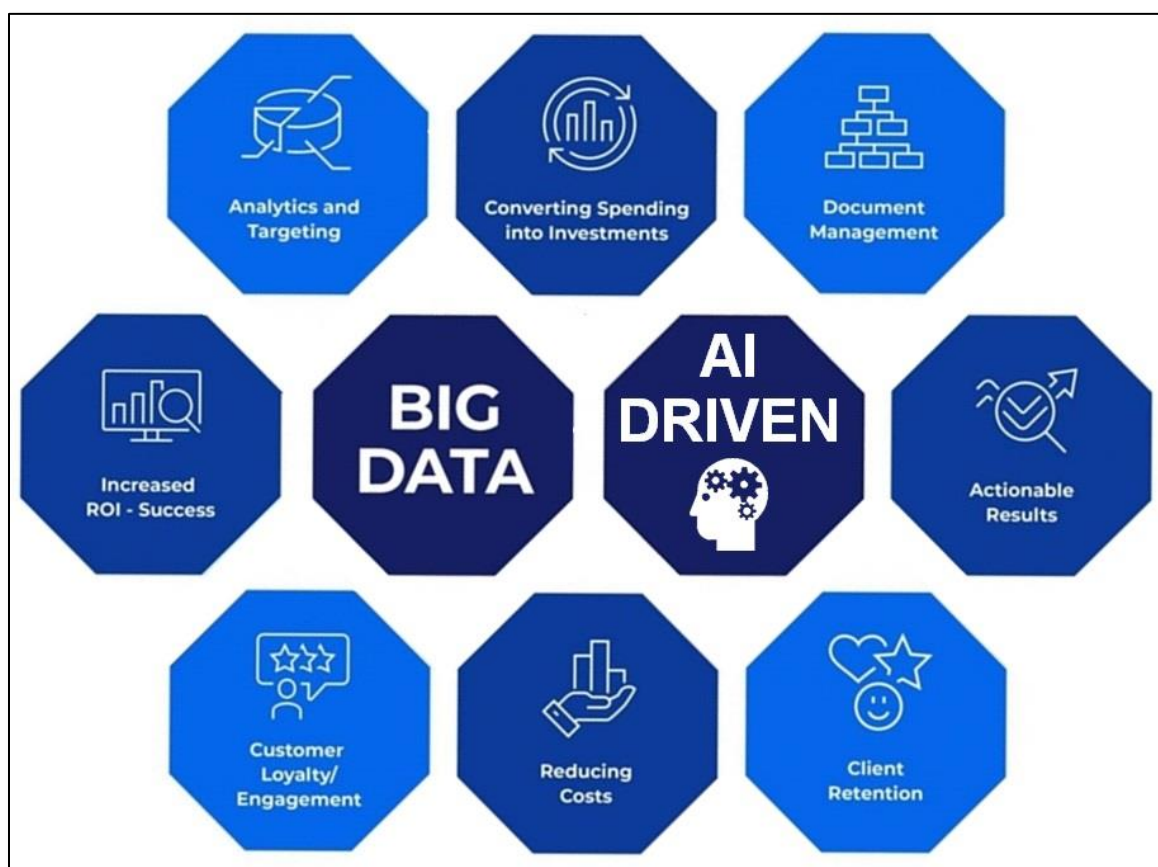 Analytics and
Targeting
Converting Spending
into Investments
Document
Management
Increased
ROI - Success
BIG
DATA
AI
DRIVEN
Actionable
Results
Customer
Loyalty/
Engagement
Reducing
Costs
Client
Retention